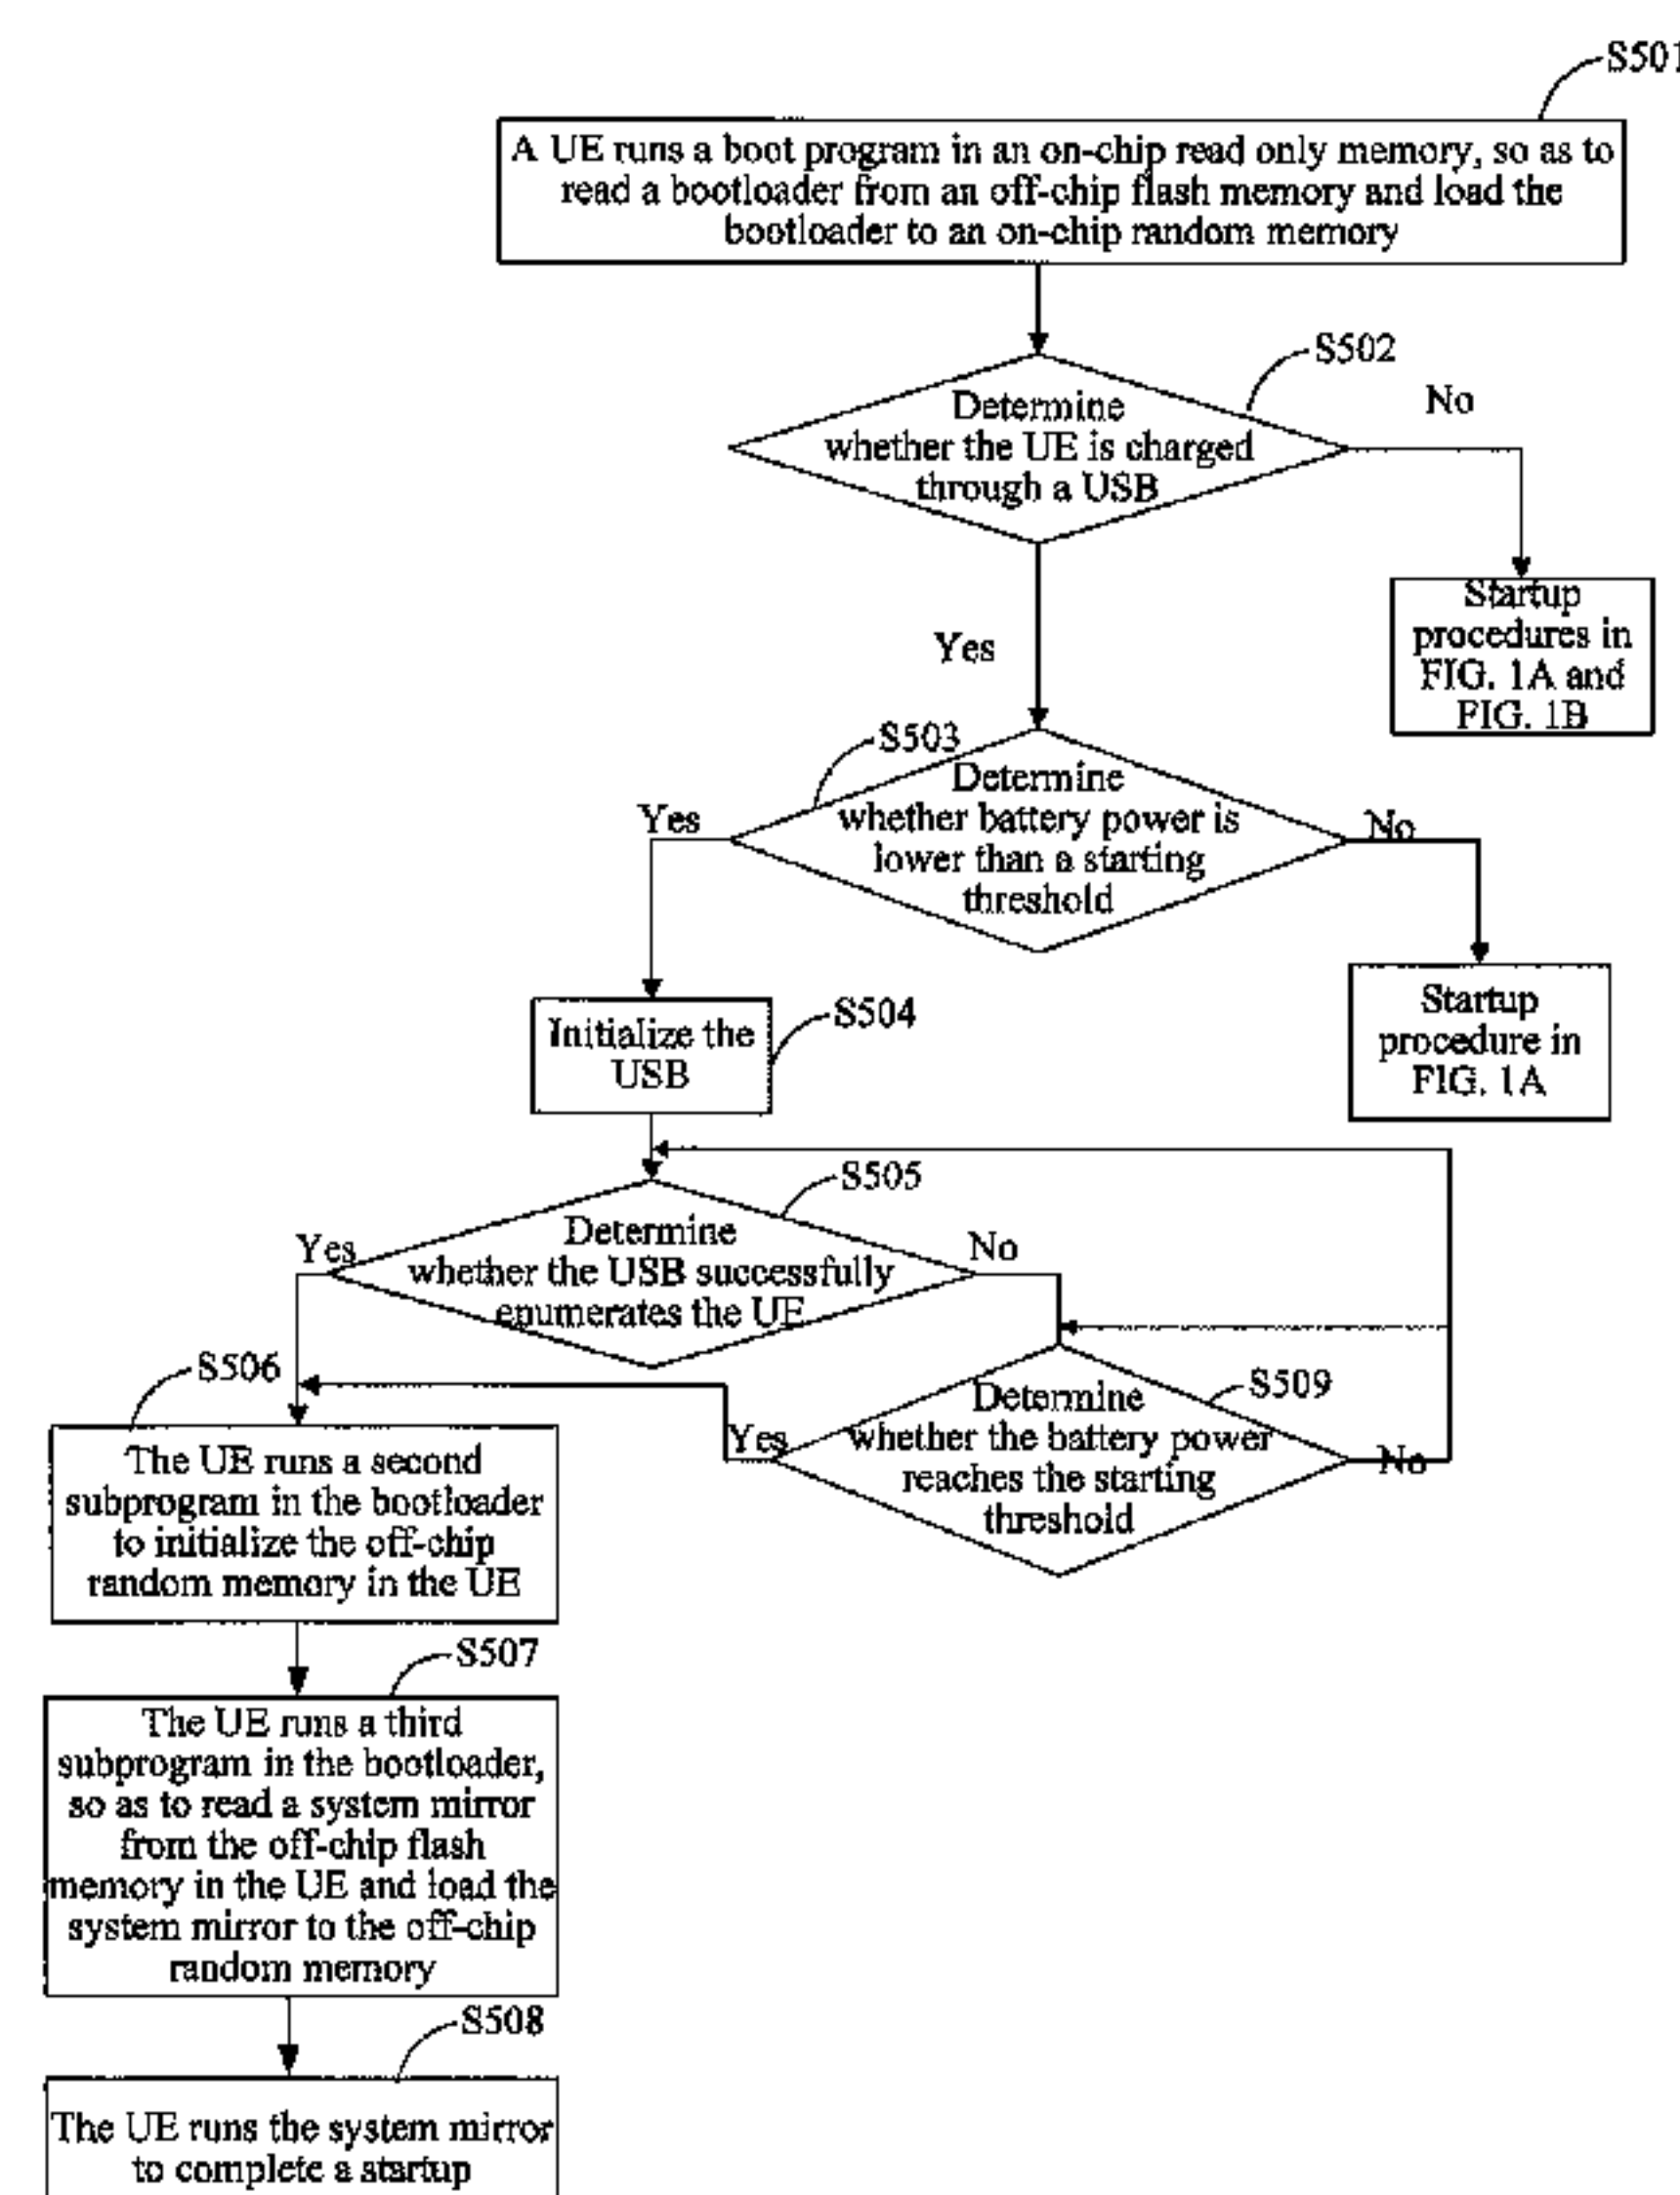 S501
A UE runs a boot program in an on-chip read only memory, so as to
read a bootloader from an off-chip flash memory and load the
bootloader to an on-chip random memory
S502
Determine
whether the UE is charged
through a USB
No
Startup
procedures in
FIG. 1A and
FIG. 1B
Yes
S503
Determine
whether battery power is
lower than a starting
threshold
Yes
No
Startup
procedure in
FIG. 1A
Initialize the
USB
S504
S505
Determine
whether the USB successfully
enumerates the UE
Yes
No
S509
Determine
whether the battery power
reaches the starting
threshold
Yes
No
S506
The UE runs a second
subprogram in the bootloader
to initialize the off-chip
random memory in the UE
S507
The UE runs a third
subprogram in the bootloader,
so as to read a system mirror
from the off-chip flash
memory in the UE and load the
system mirror to the off-chip
random memory
S508
The UE runs the system mirror
to complete a startup